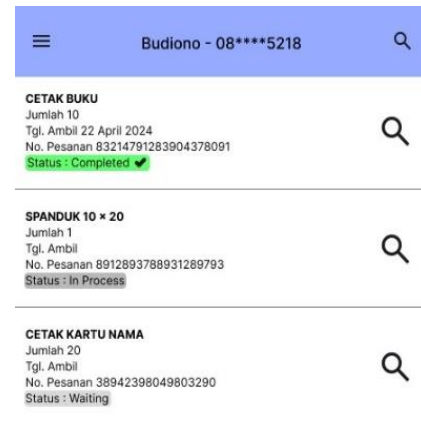 Budiono - 08****5218
CETAK BUKU
Jumlah 10
Tgl. Ambil 22 April 2024
No. Pesanan 83214791283904378091
Status : Completed ✔
SPANDUK 10 × 20
Jumlah 1
Tgl. Ambil
No. Pesanan 8912893788931289793
Status : In Process
CETAK KARTU NAMA
Jumlah 20
Tgl. Ambil
No. Pesanan 38942398049803290
Status : Waiting